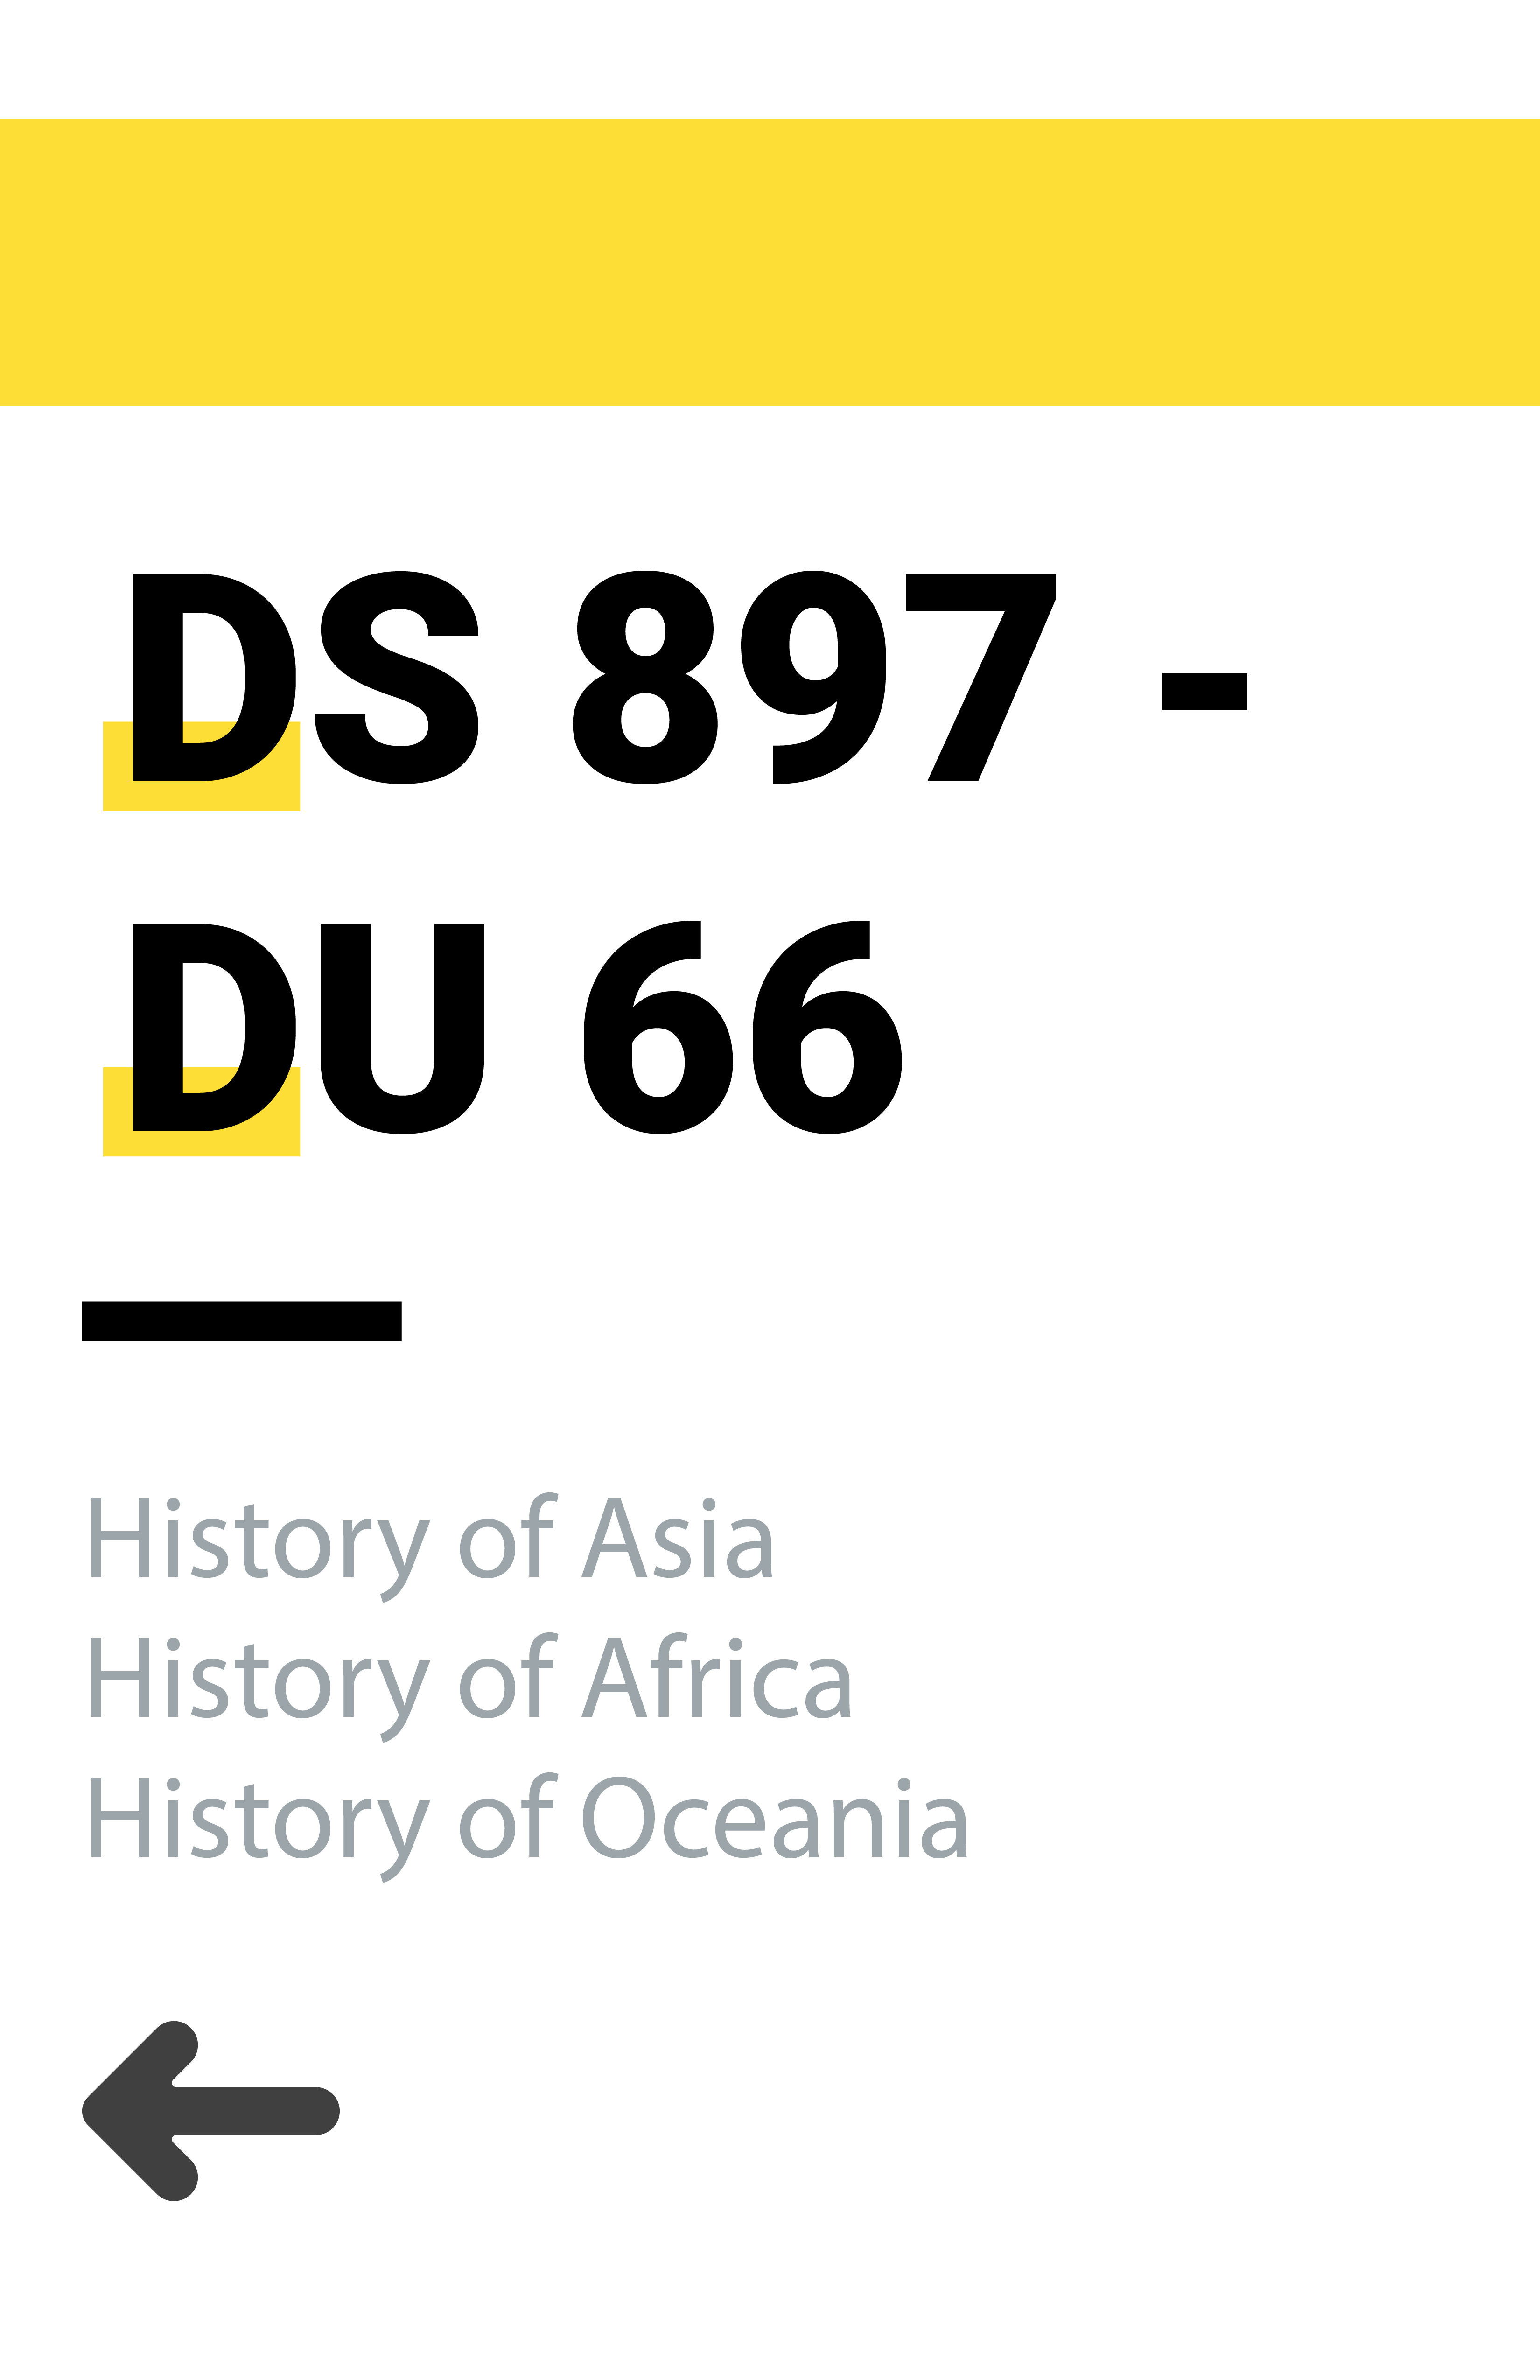 DS 897 -
DU 66
History of Asia
History of Africa
History of Oceania